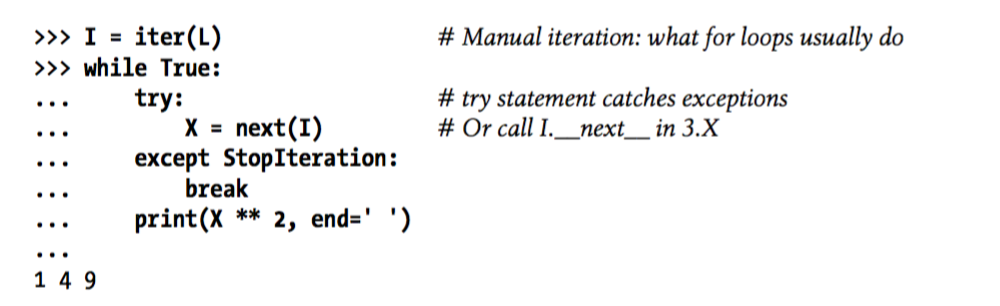 >>> I = iter(L) # Manual iteration: what for loops usually do
>>> while True:
... try:  # try statement catches exceptions
... X = next(I) # Or call I.__next__ in 3.X
... except StopIteration:
... break
... print(X ** 2, end=' ')
...
1 4 9